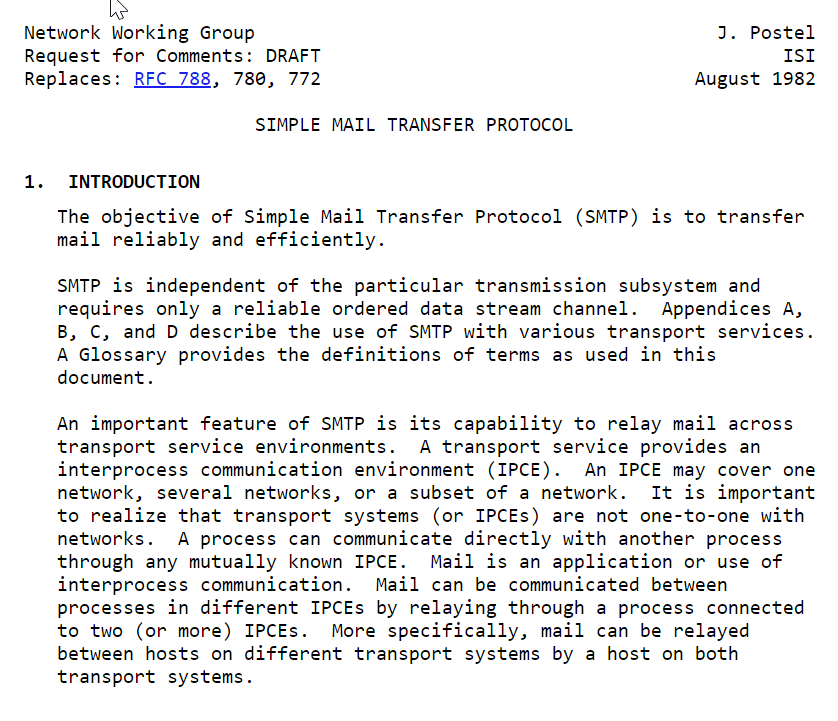 Network Working Group J. Postel
Request for Comments: DRAFT ISI
Replaces: RFC 788, 780, 772 August 1982
SIMPLE MAIL TRANSFER PROTOCOL
1. INTRODUCTION
The objective of Simple Mail Transfer Protocol (SMTP) is to transfer
mail reliably and efficiently.
SMTP is independent of the particular transmission subsystem and
requires only a reliable ordered data stream channel. Appendices A,
B, C, and D describe the use of SMTP with various transport services.
A Glossary provides the definitions of terms as used in this
document.
An important feature of SMTP is its capability to relay mail across
transport service environments. A transport service provides an
interprocess communication environment (IPCE). An IPCE may cover one
network, several networks, or a subset of a network. It is important
to realize that transport systems (or IPCEs) are not one-to-one with
networks. A process can communicate directly with another process
through any mutually known IPCE. Mail is an application or use of
interprocess communication. Mail can be communicated between
processes in different IPCEs by relaying through a process connected
to two (or more) IPCEs. More specifically, mail can be relayed
between hosts on different transport systems by a host on both
transport systems.